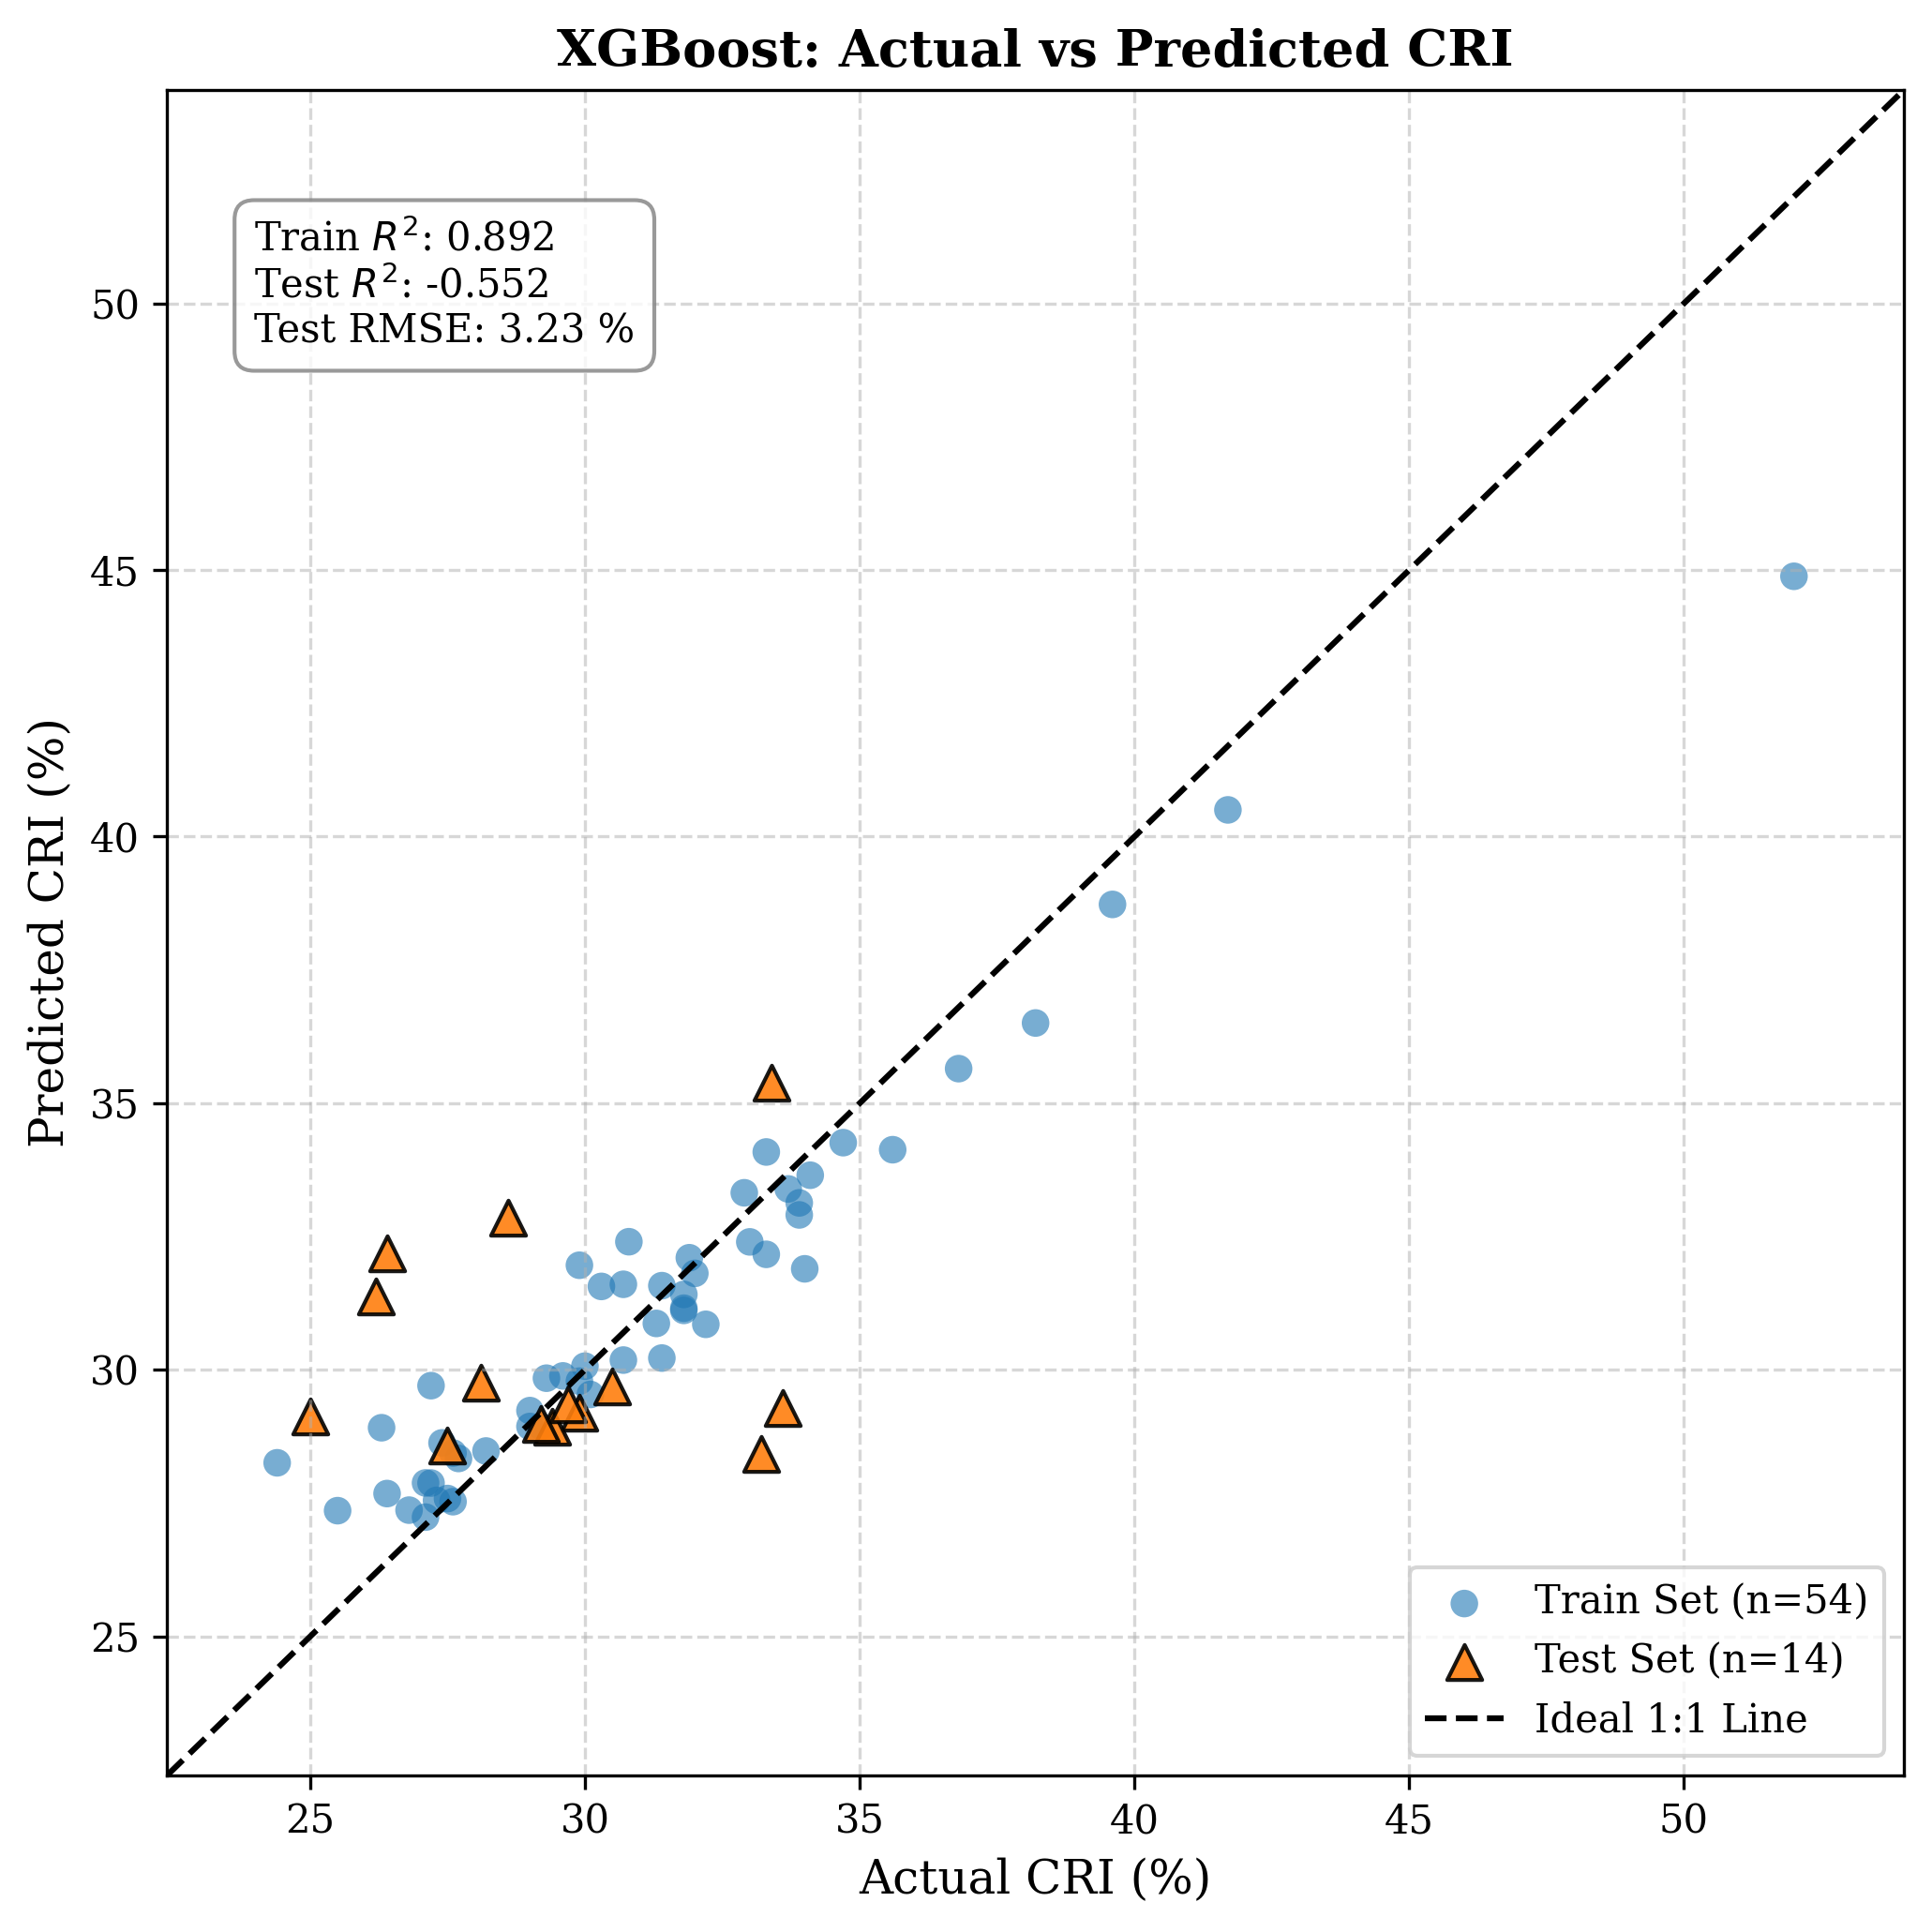 XGBoost: Actual vs Predicted CRI
Train R²: 0.892
Test R²: -0.552
Test RMSE: 3.23 %
Predicted CRI (%)
50
45
40
35
30
25
25 30 35 40 45 50
Actual CRI (%)
Train Set (n=54)
Test Set (n=14)
Ideal 1:1 Line